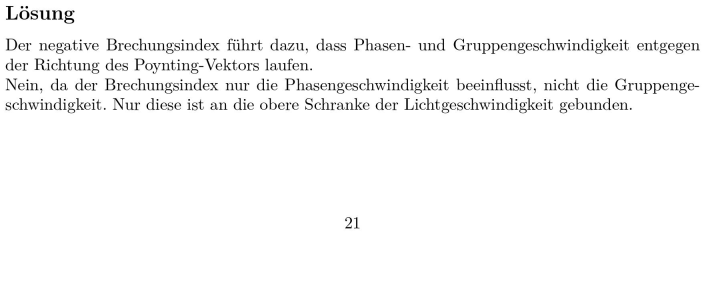 Lösung
Der negative Brechungsindex führt dazu, dass Phasen- und Gruppengeschwindigkeit entgegen
der Richtung des Poynting-Vektors laufen.
Nein, da der Brechungsindex nur die Phasengeschwindigkeit beeinflusst, nicht die Gruppenge-
schwindigkeit. Nur diese ist an die obere Schranke der Lichtgeschwindigkeit gebunden.
21